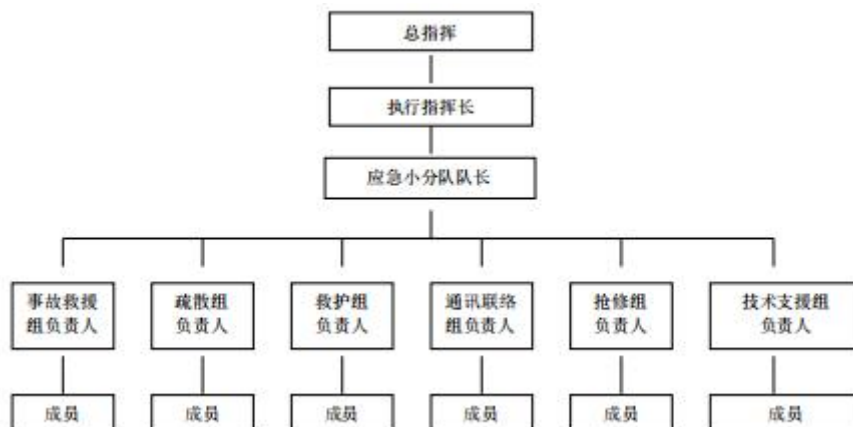 总指挥
执行指挥长
应急小分队队长
事故救援
组负责人
疏散组
负责人
救护组
负责人
通讯联络
组负责人
抢修组
负责人
技术支援组
负责人
成员
成员
成员
成员
成员
成员